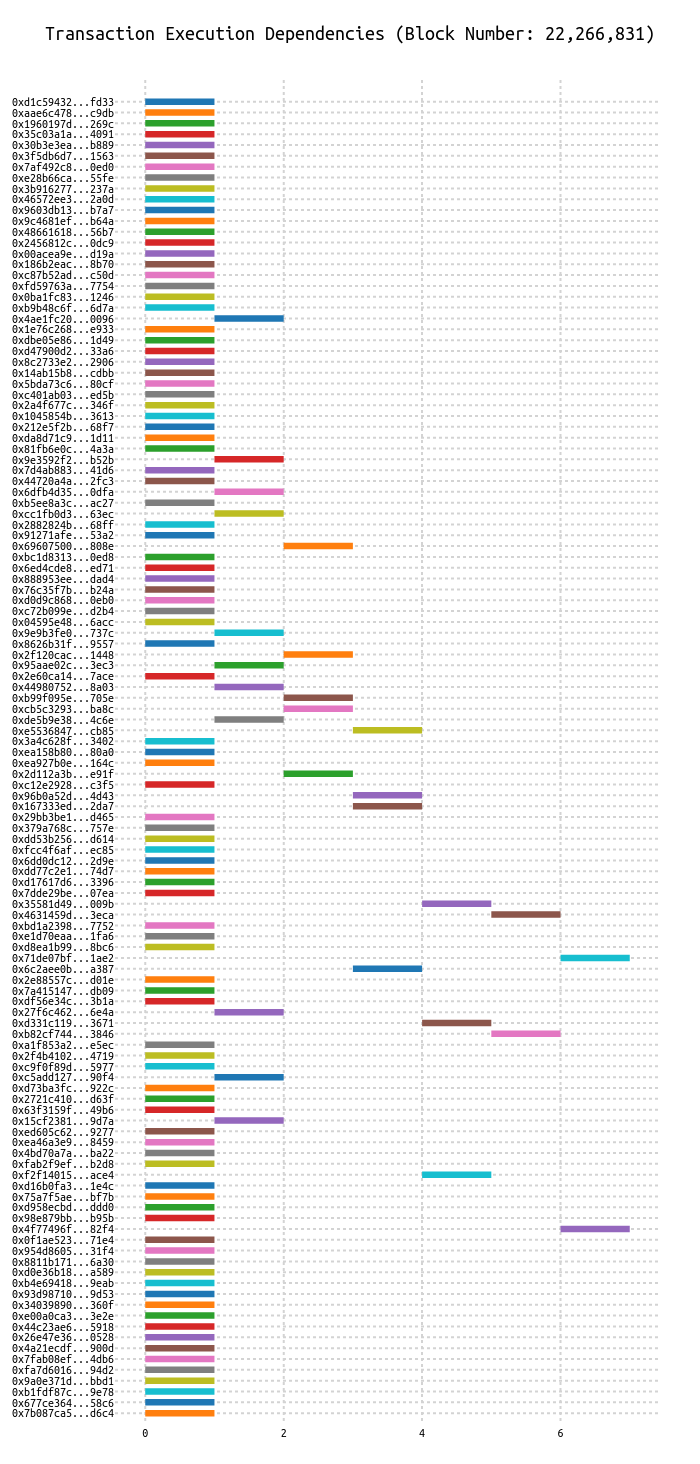 Transaction Execution Dependencies (Block Number: 22,266,831)
0xd1c59432...fd33
0xaae6c478...c9db
0x1960197d...269c
0x35c03a1a...4091
0x30b3e3ea...b889
0x3f5db6d7...1563
0x7af492c8...0ed0
0xe28b66ca...55fe
0x3b916277...237a
0x46572ee3...2a0d
0x9603db13...b7a7
0x9c4681ef...b64a
0x48661618...56b7
0x2456812c...0dc9
0x00acea9e...d19a
0x186b2eac...8b70
0xc87b52ad...c50d
0xfd59763a...7754
0x0ba1fc83...1246
0xb9b48c6f...6d7a
0x4ae1fc20...0096
0x1e76c268...e933
0xdbe05e86...1d49
0xd47900d2...33a6
0x8c2733e2...2906
0x14ab15b8...cdbb
0x5bda73c6...80cf
0xc401ab03...ed5b
0x2a4f677c...346f
0x1045854b...3613
0x212e5f2b...68f7
0xda8d71c9...1d11
0x81fb6e0c...4a3a
0x9e3592f2...b52b
0x7d4ab883...41d6
0x44720a4a...2fc3
0x6dfb4d35...0dfa
0xb5ee8a3c...ac27
0xcc1fb0d3...63ec
0x2882824b...68ff
0x91271afe...53a2
0x69607500...808e
0xbc1d8313...0ed8
0x6ed4cde8...ed71
0x888953ee...dad4
0x76c35f7b...b24a
0xd0d9c868...0eb0
0xc72b099e...d2b4
0x04595e48...6acc
0x9e9b3fe0...737c
0x8626b31f...9557
0x2f120cac...1448
0x95aae02c...3ec3
0x2e60ca14...7ace
0x44980752...8a03
0xb99f095e...705e
0xcb5c3293...ba8c
0xde5b9e38...4c6e
0xe5536847...cb85
0x3a4c628f...3402
0xea158b80...80a0
0xea927b0e...164c
0x2d112a3b...e91f
0xc12e2928...c3f5
0x96b0a52d...4d43
0x167333ed...2da7
0x29bb3be1...d465
0x379a768c...757e
0xdd53b256...d614
0xfcc4f6af...ec85
0x6dd0dc12...2d9e
0xdd77c2e1...74d7
0xd17617d6...3396
0x7dde29be...07ea
0x35581d49...009b
0x4631459d...3eca
0xbd1a2398...7752
0xe1d70eaa...1fa6
0xd8ea1b99...8bc6
0x71de07bf...1ae2
0x6c2aee0b...a387
0x2e88557c...d01e
0x7a415147...db09
0xdf56e34c...3b1a
0x27f6c462...6e4a
0xd331c119...3671
0xb82cf744...3846
0xa1f853a2...e5ec
0x2f4b4102...4719
0xc9f0f89d...5977
0xc5add127...90f4
0xd73ba3fc...922c
0x2721c410...d63f
0x63f3159f...49b6
0x15cf2381...9d7a
0xed605c62...9277
0xea46a3e9...8459
0x4bd70a7a...ba22
0xfab2f9ef...b2d8
0xf2f14015...ace4
0xd16b0fa3...1e4c
0x75a7f5ae...bf7b
0xd958ecbd...ddd0
0x98e879bb...b95b
0x4f77496f...82f4
0x0f1ae523...71e4
0x954d8605...31f4
0x8811b171...6a30
0xd0e36b18...a589
0xb4e69418...9eab
0x93d98710...9d53
0x34039890...360f
0xe00a0ca3...3e2e
0x44c23ae6...5918
0x26e47e36...0528
0x4a21ecdf...900d
0x7fab08ef...4db6
0xfa7d6016...94d2
0x9a0e371d...bbd1
0xb1fdf87c...9e78
0x677ce364...58c6
0x7b087ca5...d6c4
0 2 4 6